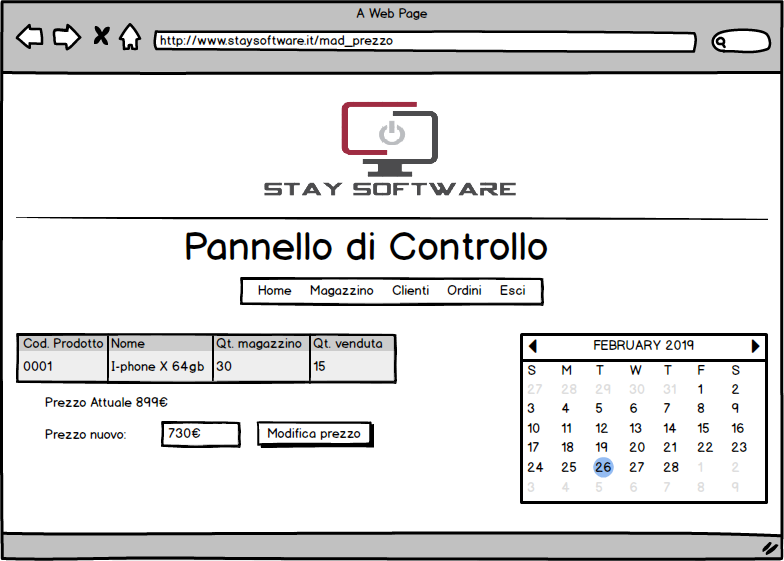 A Web Page
http://www.staysoftware.it/mad_prezzo
STAY SOFTWARE
Pannello di Controllo
Home Magazzino Clienti Ordini Esci
Cod. Prodotto Nome Qt. magazzino Qt. venduta
0001 I-phone X 64gb 30 15
Prezzo Attuale 899€
Prezzo nuovo: 730€ Modifica prezzo
FEBRUARY 2019
S M T W T F S
27 28 29 30 31 1 2
3 4 5 6 7 8 9
10 11 12 13 14 15 16
17 18 19 20 21 22 23
24 25 26 27 28 1 2
3 4 5 6 7 8 9